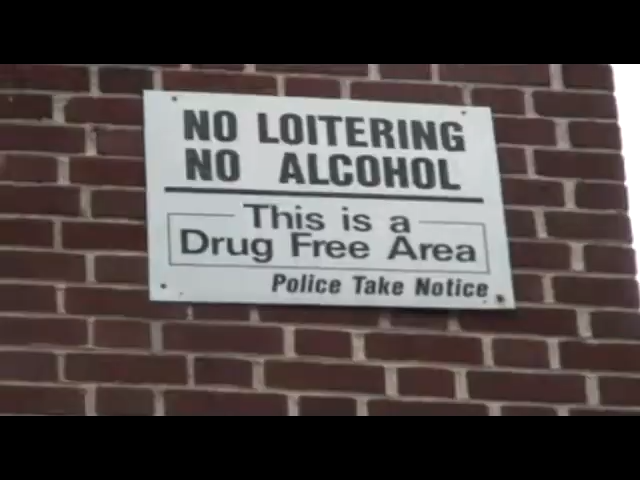 NO LOITERING
NO ALCOHOL
This is a
Drug Free Area
Police Take Notice